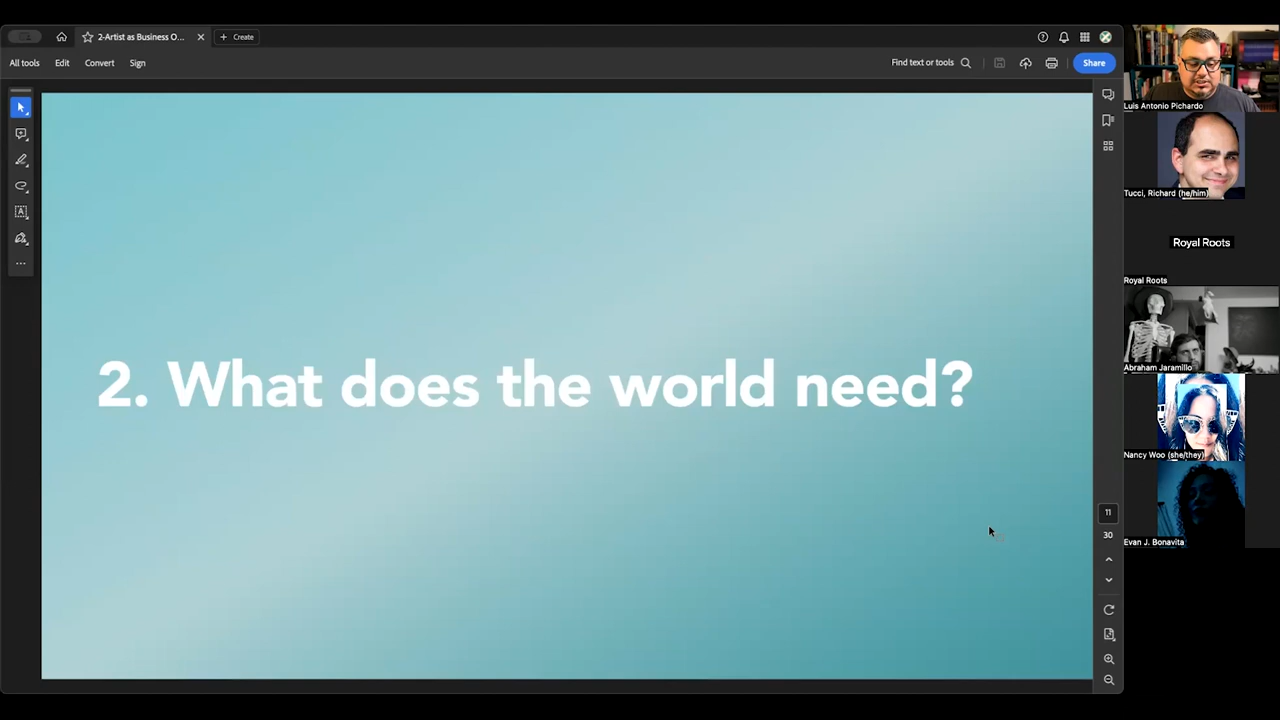 2-Artist as Business O...
Create
All tools
Edit
Convert
Sign
Find text or tools
Share
2. What does the world need?
11
30
Luis Antonio Pichardo
Tucci, Richard (he/him)
Royal Roots
Royal Roots
Abraham Jaramillo
Nancy Woo (she/they)
Evan J. Bonavita